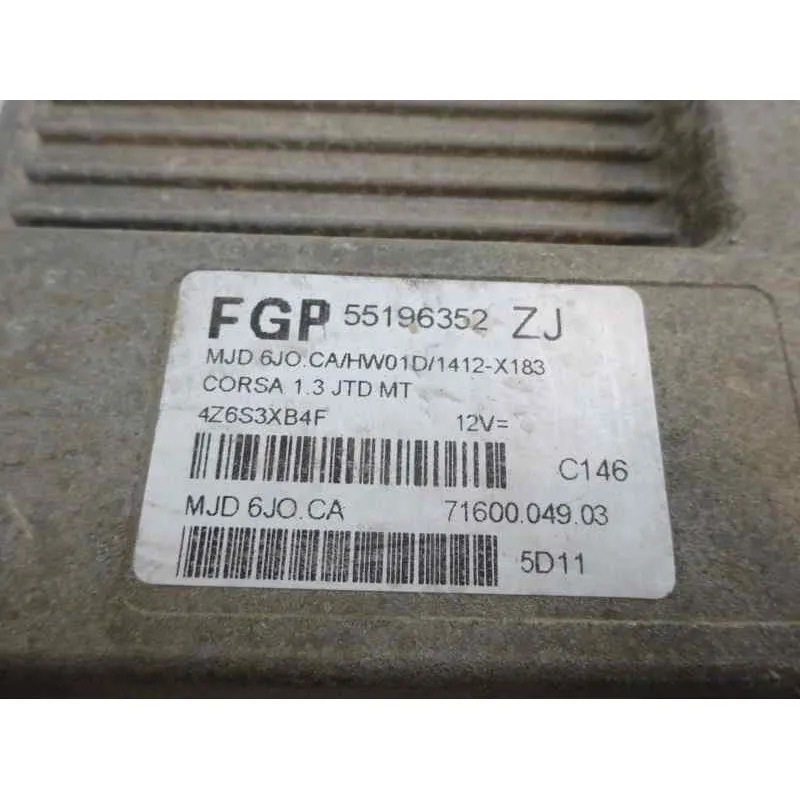 FGP 55196352 ZJ
MJD 6JO.CA/HW01D/1412-X183
CORSA 1.3 JTD MT
4Z6S3XB4F 12V=
C146
MJD 6JO.CA 71600.049.03
5D11